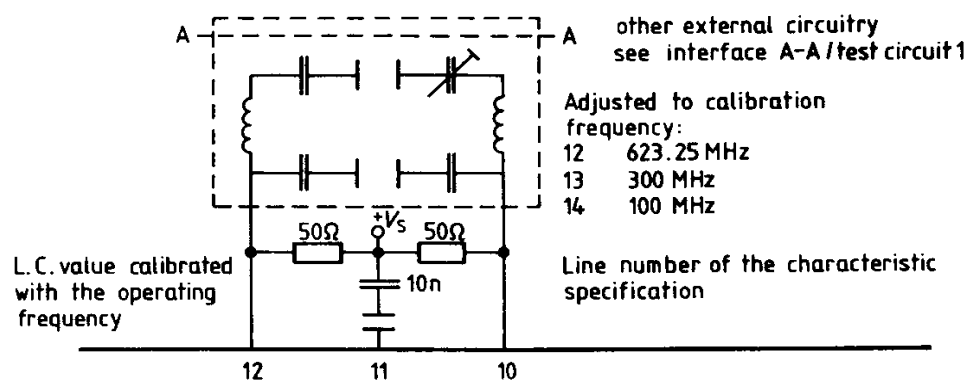 A
A
other external circuitry
see interface A-A/test circuit 1
Adjusted to calibration
frequency:
12 623.25 MHz
13 300 MHz
14 100 MHz
+VS
50Ω
50Ω
10n
L.C. value calibrated
with the operating
frequency
Line number of the characteristic
specification
12
11
10